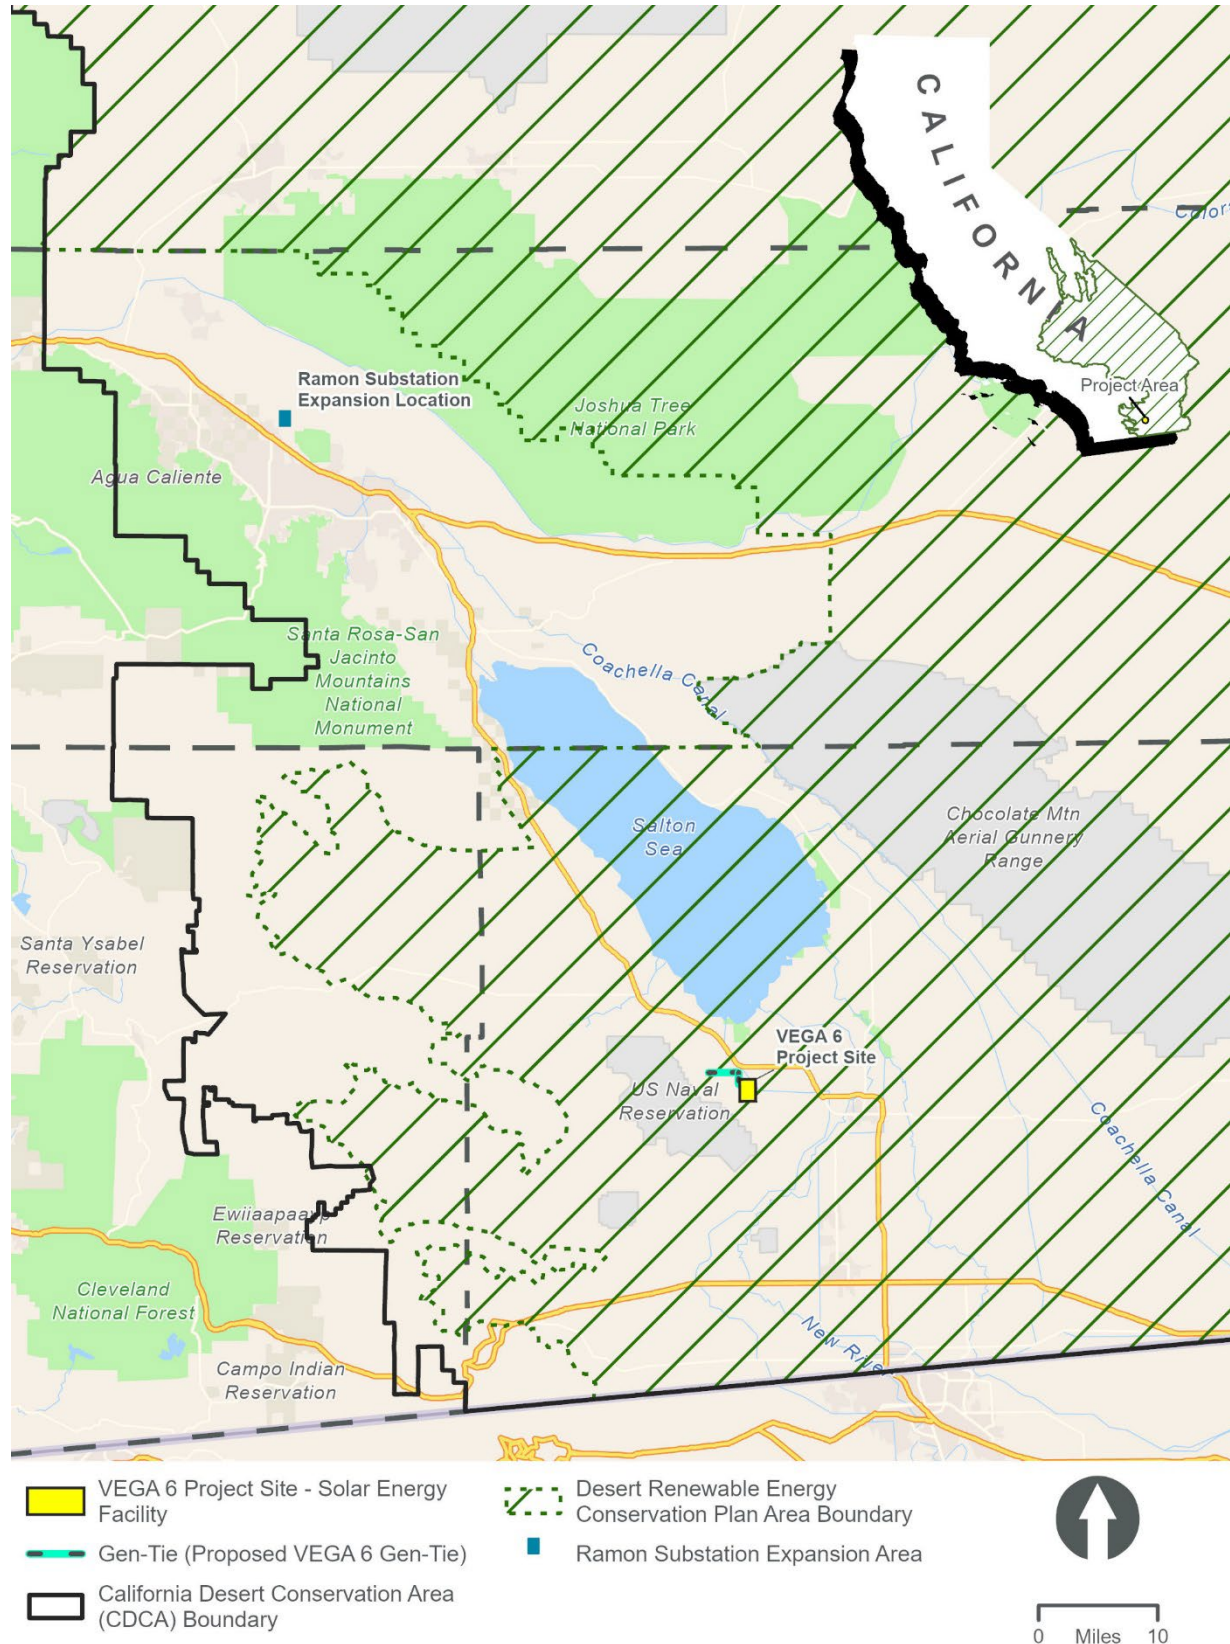 CALIFORNIA
Color
Project Area
Ramon Substation
Expansion Location
Joshua Tree
National Park
Agua Caliente
Santa Rosa-San
Jacinto
Mountains
National
Monument
Coachella Canal
Salton
Sea
Chocolate Mtn
Aerial Gunnery
Range
Santa Ysabel
Reservation
VEGA 6
Project Site
US Naval
Reservation
Coachella Canal
Ewiiaapaayp
Reservation
Cleveland
National Forest
New River
Campo Indian
Reservation
VEGA 6 Project Site - Solar Energy
Facility
Gen-Tie (Proposed VEGA 6 Gen-Tie)
California Desert Conservation Area
(CDCA) Boundary
Desert Renewable Energy
Conservation Plan Area Boundary
Ramon Substation Expansion Area
0 Miles 10